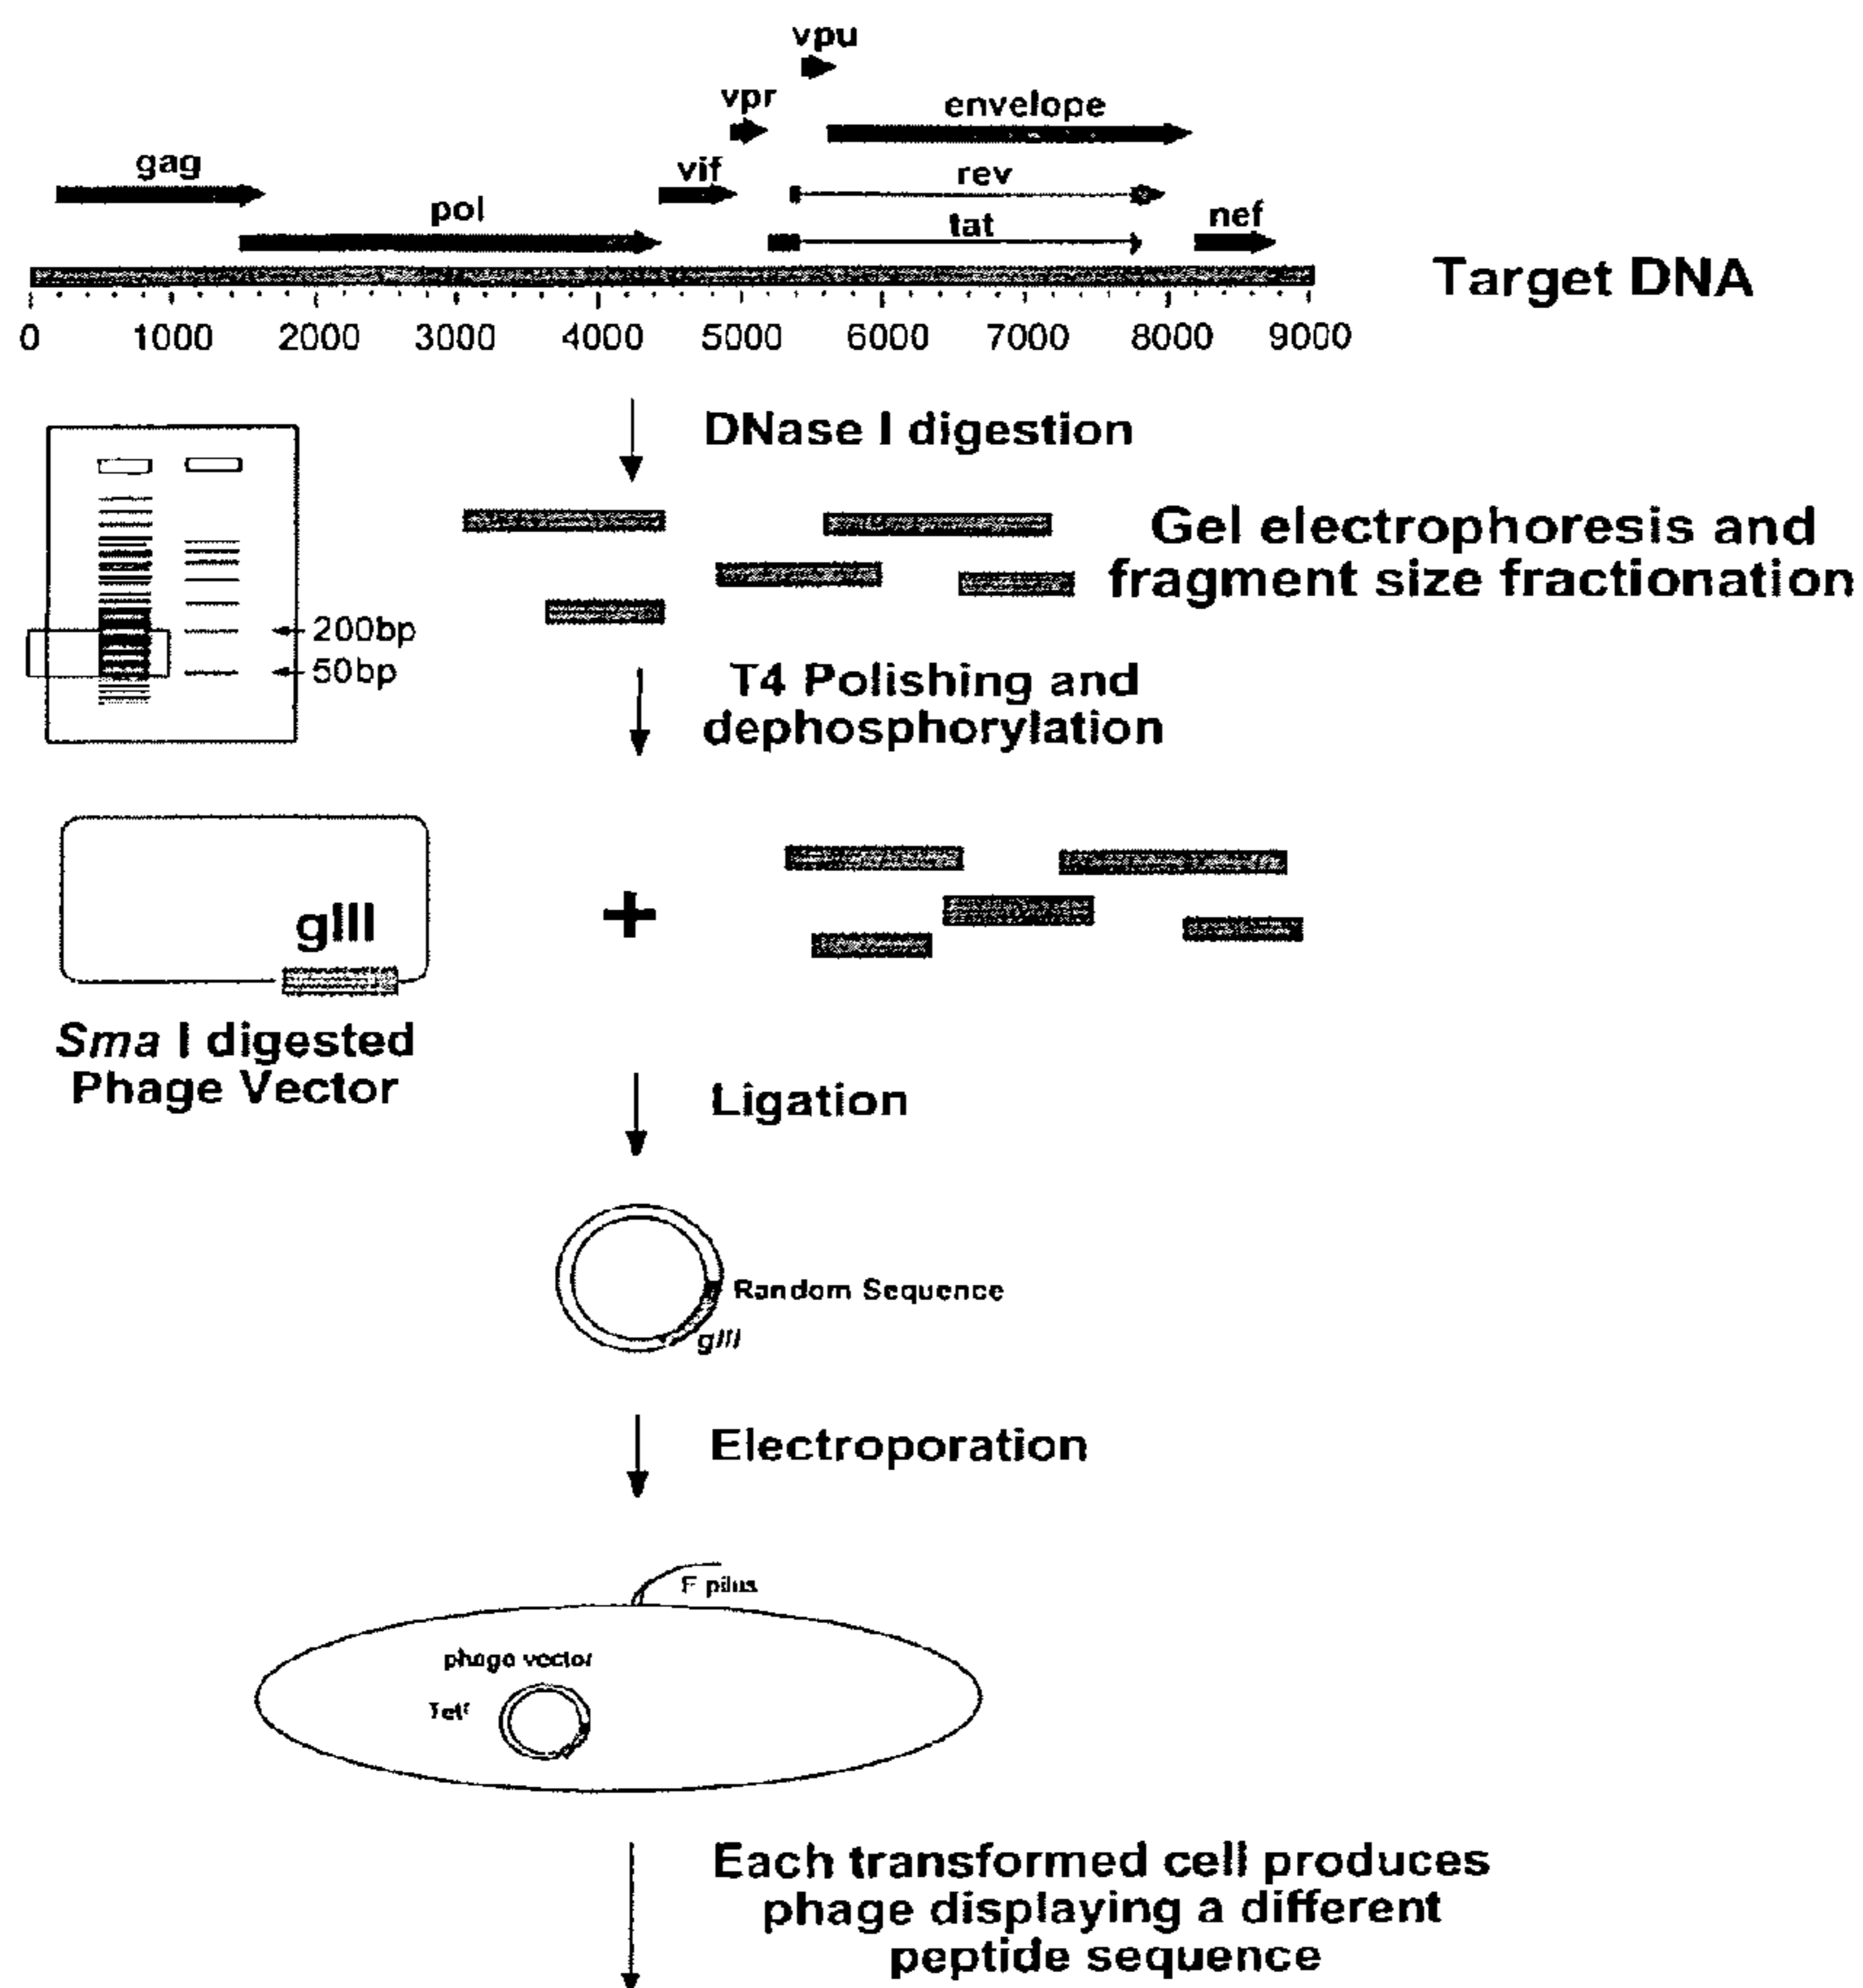 vpu
vpr
envelope
gag
vif
rev
pol
tat
nef
Target DNA
0 1000 2000 3000 4000 5000 6000 7000 8000 9000
DNase I digestion
Gel electrophoresis and
fragment size fractionation
200bp
50bp
T4 Polishing and
dephosphorylation
gIII
+
Sma I digested
Phage Vector
Ligation
Random Sequence
gIII
Electroporation
F pilus
phage vector
Tetʳ
Each transformed cell produces
phage displaying a different
peptide sequence